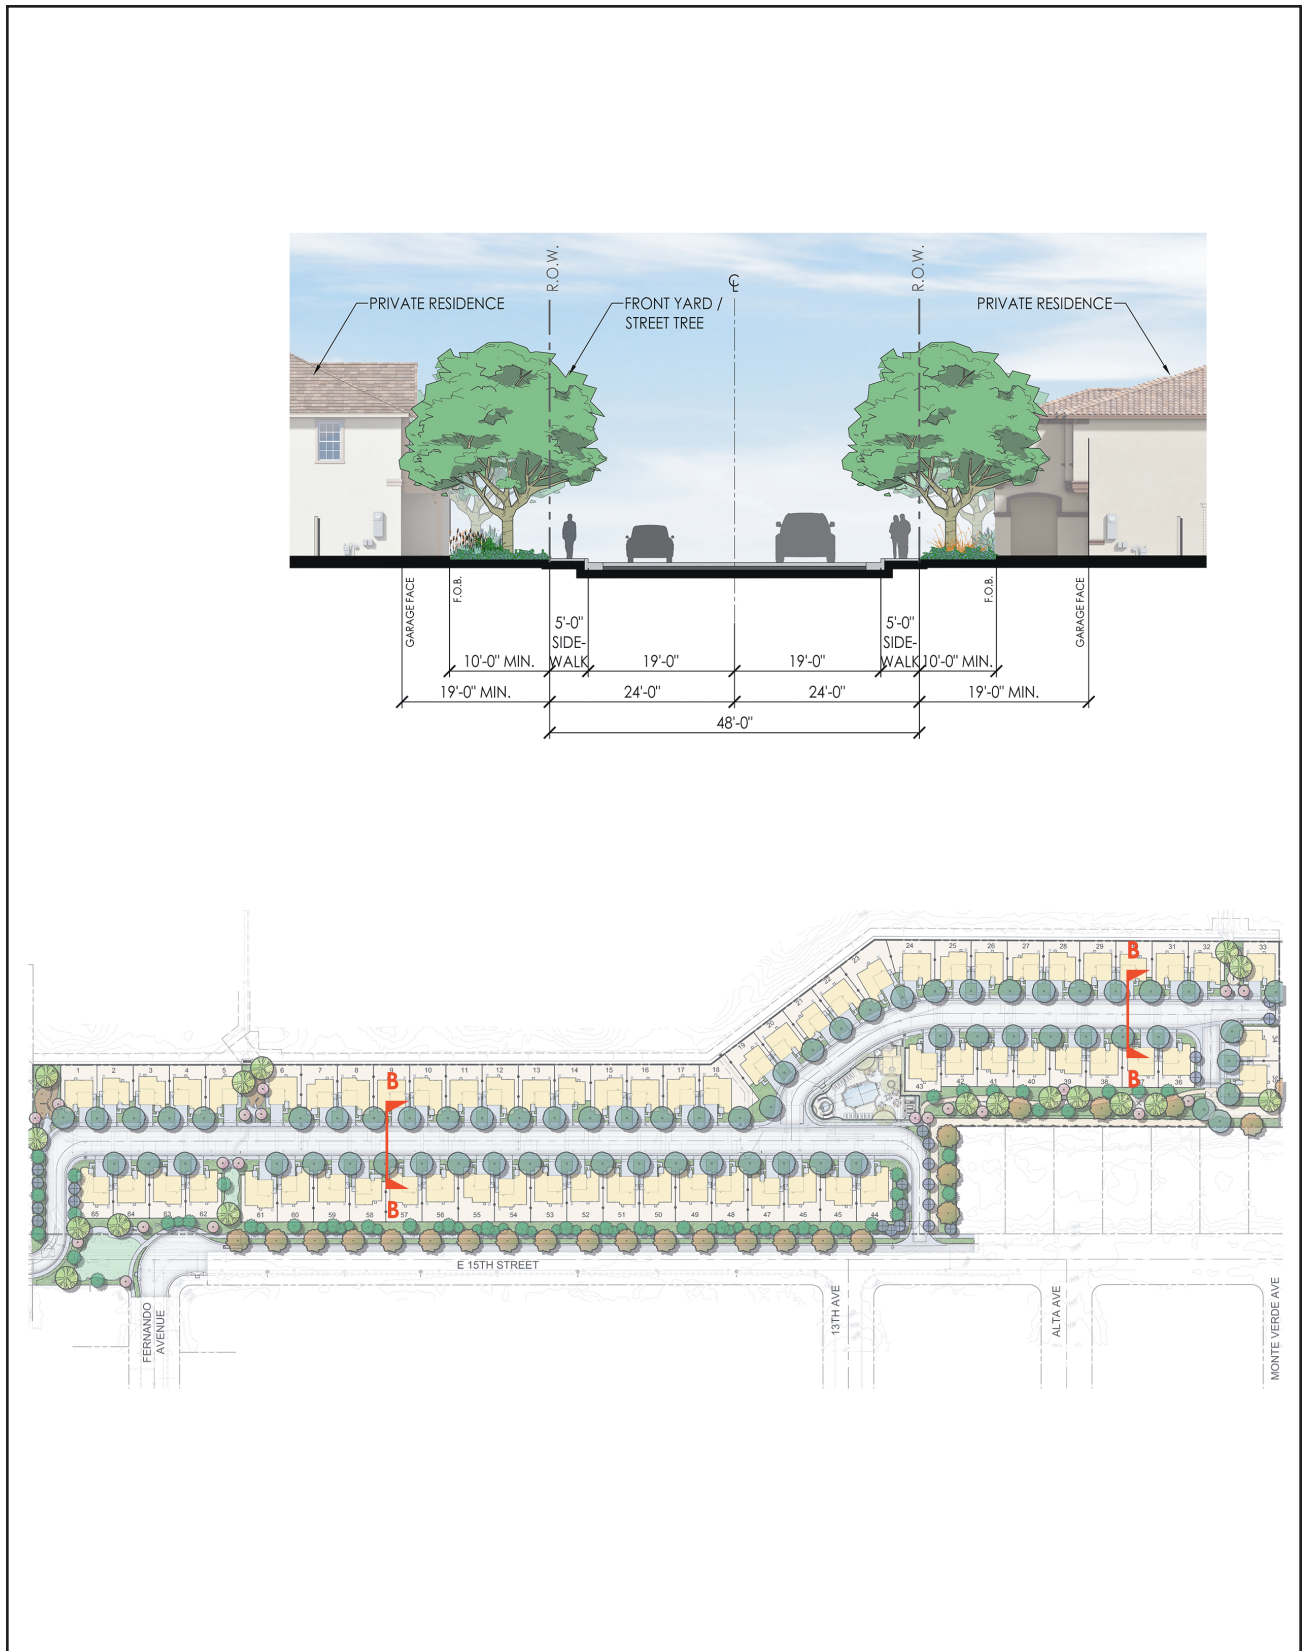 R.O.W.
R.O.W.
℄
PRIVATE RESIDENCE
FRONT YARD /
STREET TREE
PRIVATE RESIDENCE
GARAGE FACE
F.O.B.
F.O.B.
GARAGE FACE
5'-0"
SIDE-
WALK
5'-0"
SIDE-
WALK
10'-0" MIN.
19'-0"
19'-0"
10'-0" MIN.
19'-0" MIN.
24'-0"
24'-0"
19'-0" MIN.
48'-0"
24 25 26 27 28 29 B 31 32 33
23
22
21
20
19
34
35
43 42 41 40 39 38 37 36
B
1 2 3 4 5 6 7 8 9 10 11 12 13 14 15 16 17 18
B
65 64 63 62 61 60 59 58 57 56 55 54 53 52 51 50 49 48 47 46 45 44
B
E 15TH STREET
FERNANDO
AVENUE
13TH AVE
ALTA AVE
MONTE VERDE AVE